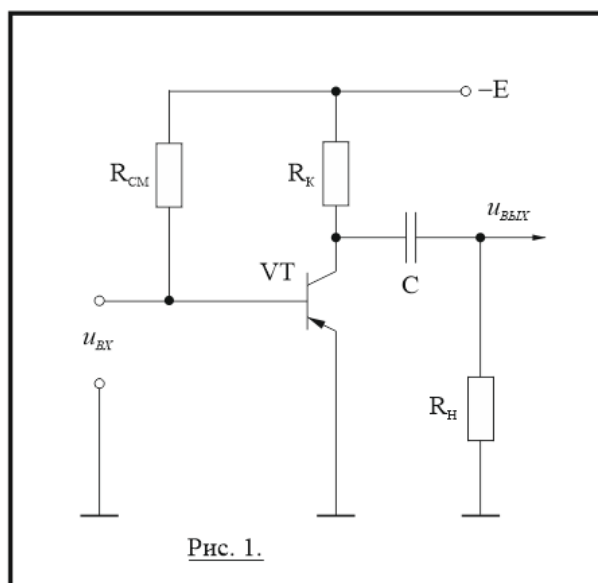 –E
R_СМ
R_К
u_ВЫХ
VT
C
u_ВХ
R_Н
Рис. 1.